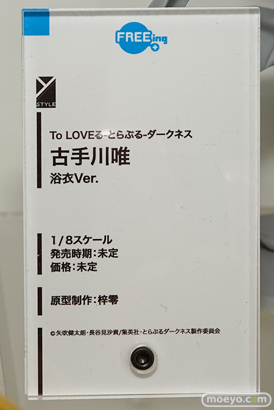 FREEing
Y
STYLE
To LOVEる-とらぶる-ダークネス
古手川唯
浴衣Ver.
1/8スケール
発売時期：未定
価格：未定
原型制作：梓零
©矢吹健太朗・長谷見沙貴/集英社・とらぶるダークネス製作委員会
www.moeyo.com